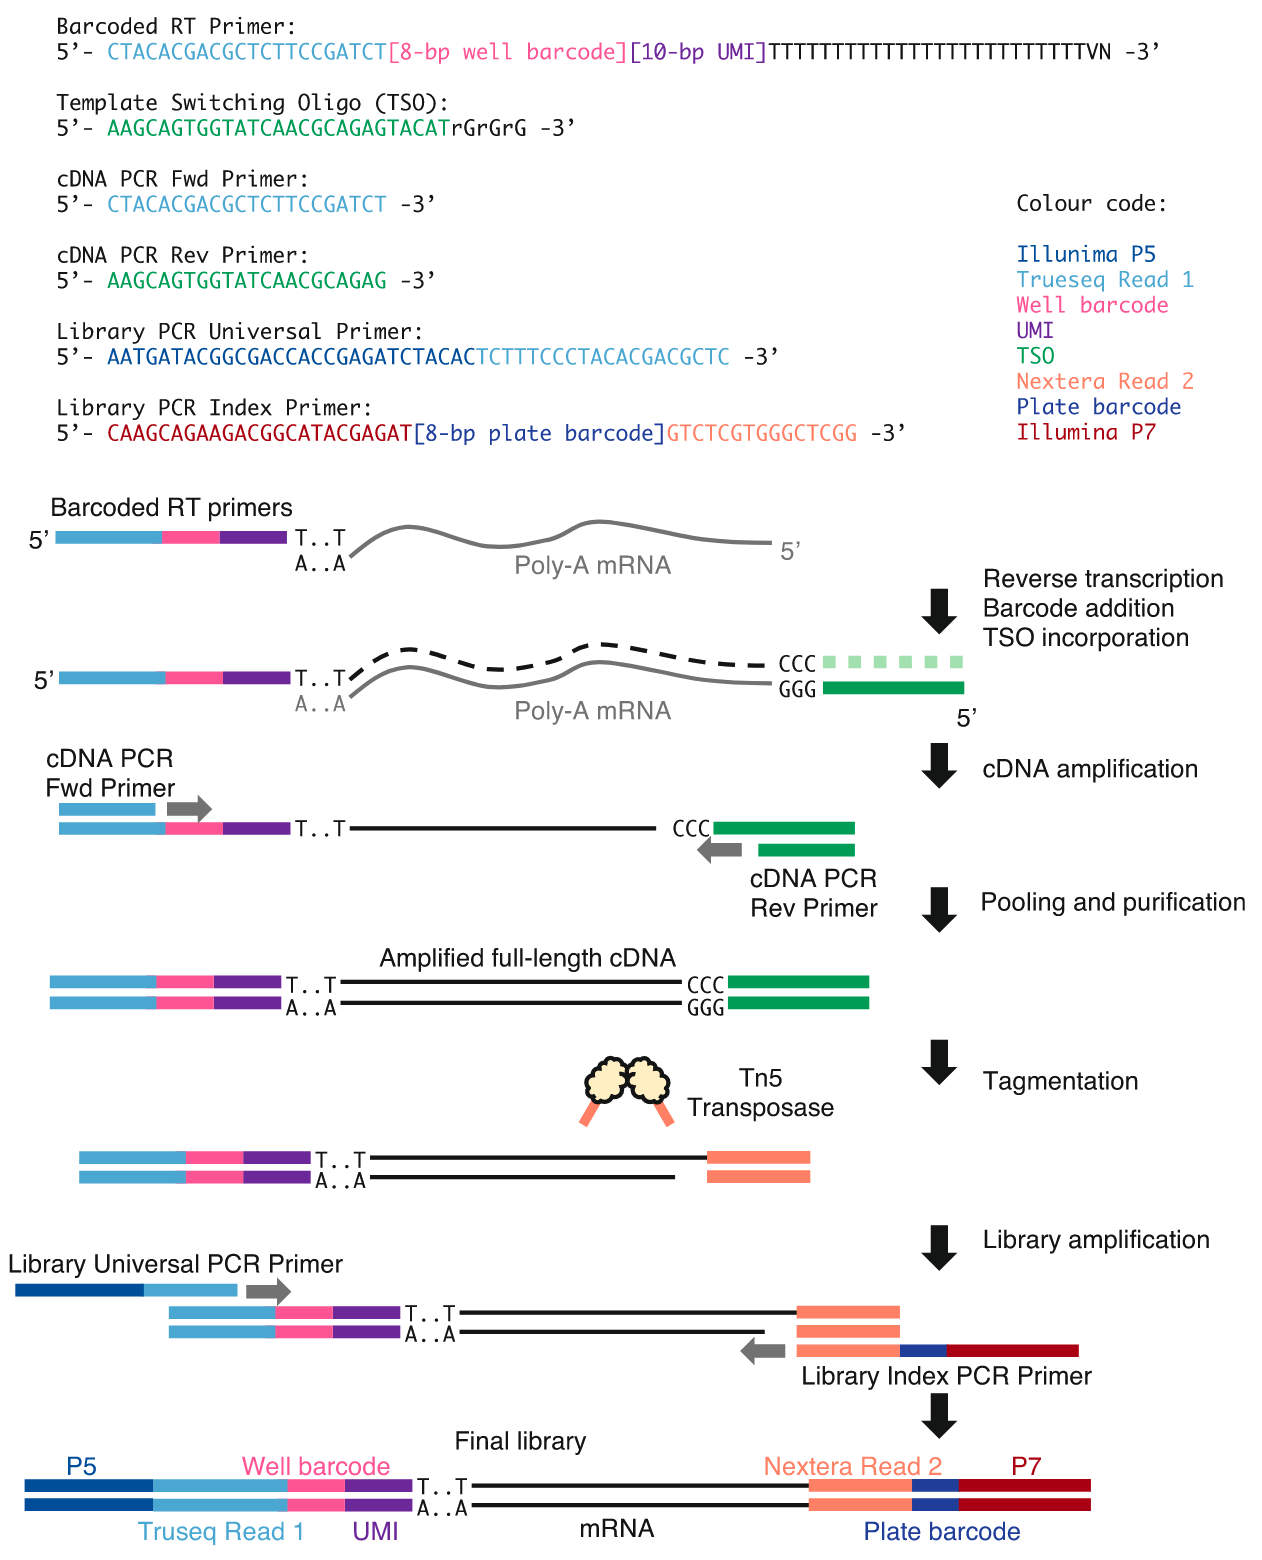 Barcoded RT Primer:
5’- CTACACGACGCTCTTCCGATCT[8-bp well barcode][10-bp UMI]TTTTTTTTTTTTTTTTTTTTTTTTTVN -3’
Template Switching Oligo (TSO):
5’- AAGCAGTGGTATCAACGCAGAGTACATrGrGrG -3’
cDNA PCR Fwd Primer:
5’- CTACACGACGCTCTTCCGATCT -3’
cDNA PCR Rev Primer:
5’- AAGCAGTGGTATCAACGCAGAG -3’
Library PCR Universal Primer:
5’- AATGATACGGCGACCACCGAGATCTACACTCTTTCCCTACACGACGCTC -3’
Library PCR Index Primer:
5’- CAAGCAGAAGACGGCATACGAGAT[8-bp plate barcode]GTCTCGTGGGCTCGG -3’
Colour code:
Illunima P5
Trueseq Read 1
Well barcode
UMI
TSO
Nextera Read 2
Plate barcode
Illumina P7
Barcoded RT primers
5’ T..T
A..A
Poly-A mRNA
5’
Reverse transcription
Barcode addition
TSO incorporation
5’ T..T
A..A
Poly-A mRNA
CCC
GGG
5’
cDNA amplification
cDNA PCR
Fwd Primer
T..T
CCC
cDNA PCR
Rev Primer
Pooling and purification
Amplified full-length cDNA
T..T
A..A
CCC
GGG
Tagmentation
Tn5
Transposase
T..T
A..A
Library amplification
Library Universal PCR Primer
T..T
A..A
Library Index PCR Primer
Final library
P5
Well barcode
T..T
A..A
Nextera Read 2
P7
Truseq Read 1
UMI
mRNA
Plate barcode